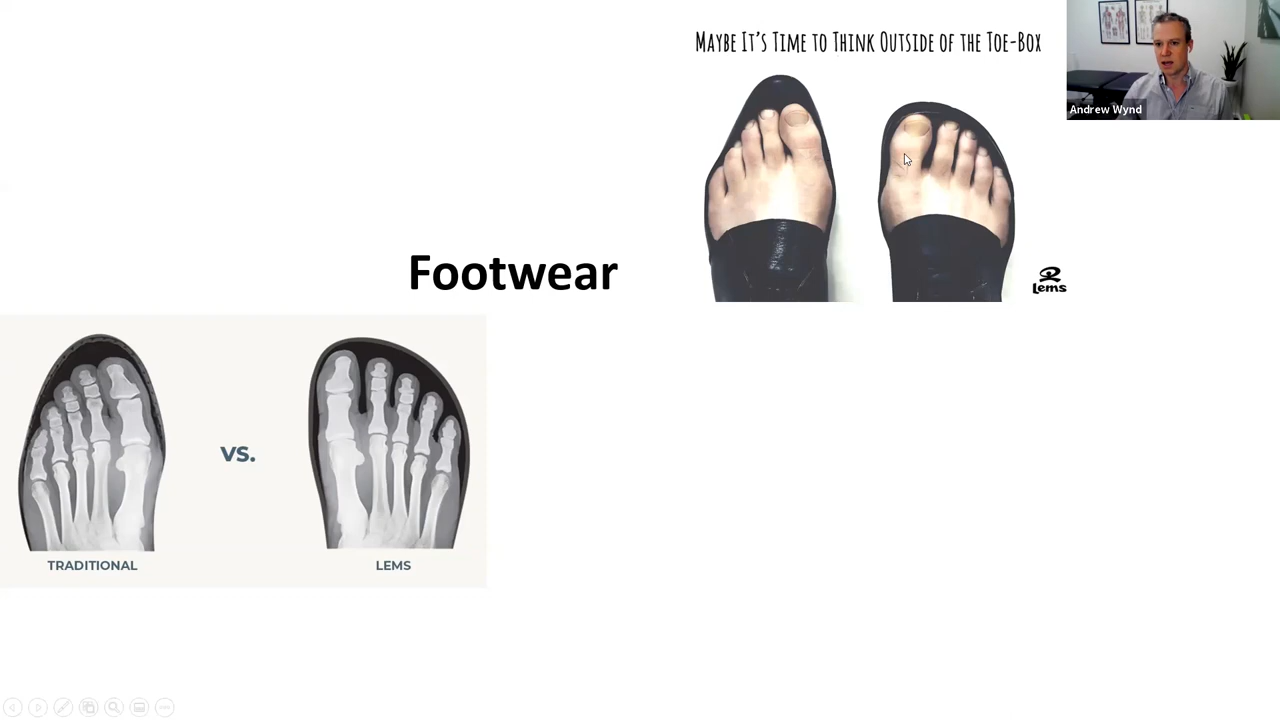 MAYBE IT'S TIME TO THINK OUTSIDE OF THE TOE-BOX
Andrew Wynd
Lems
Footwear
VS.
TRADITIONAL
LEMS